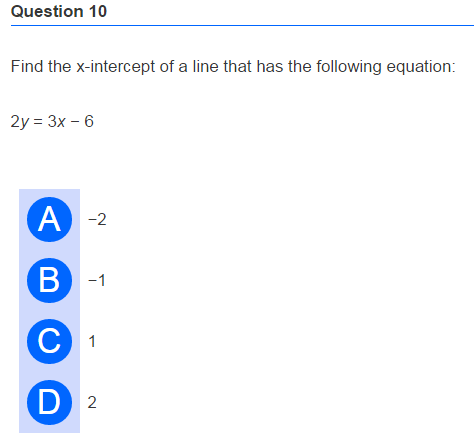 Question 10
Find the x-intercept of a line that has the following equation:
2y = 3x − 6
A −2
B −1
C 1
D 2